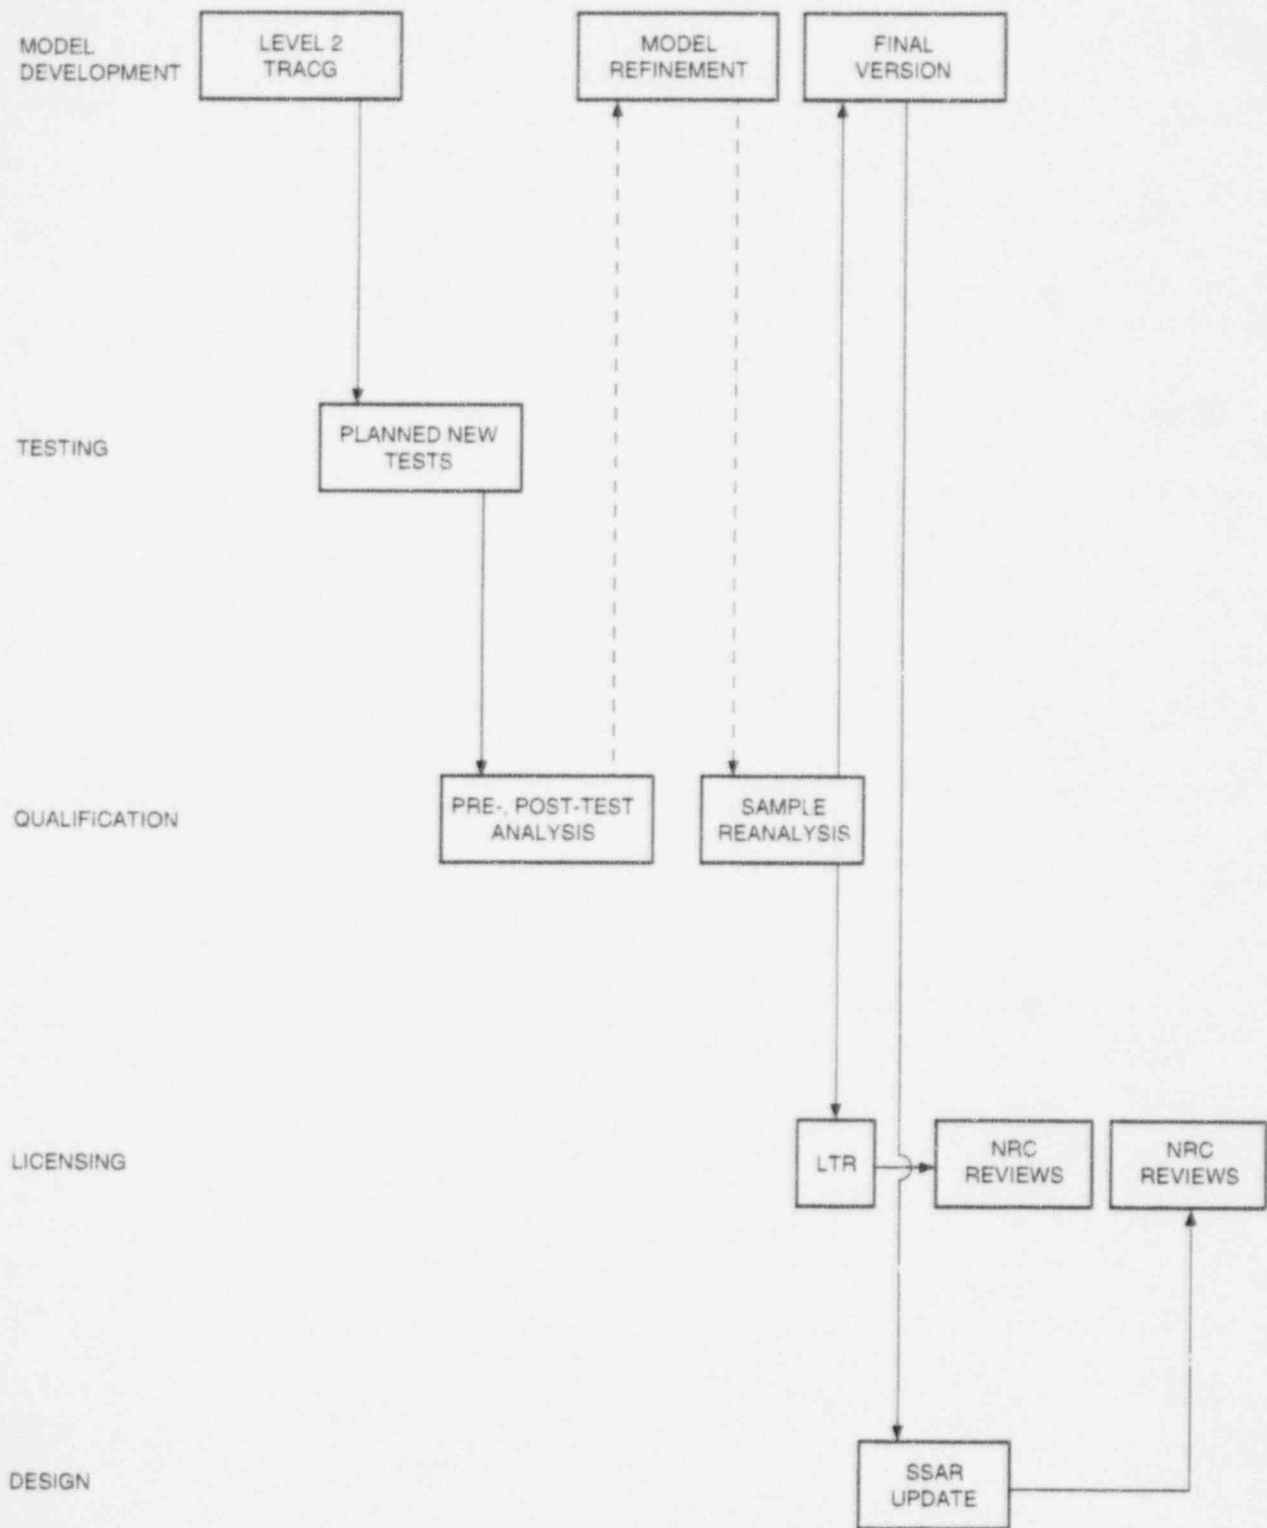 MODEL
DEVELOPMENT
LEVEL 2
TRACG
MODEL
REFINEMENT
FINAL
VERSION
TESTING
PLANNED NEW
TESTS
QUALIFICATION
PRE-, POST-TEST
ANALYSIS
SAMPLE
REANALYSIS
LICENSING
LTR
NRC
REVIEWS
NRC
REVIEWS
DESIGN
SSAR
UPDATE